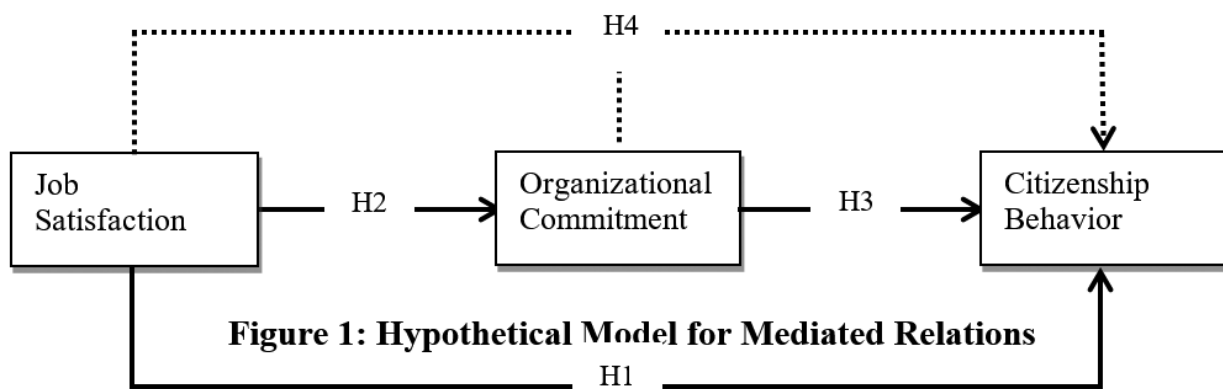 H4
Job
Satisfaction
H2
Organizational
Commitment
H3
Citizenship
Behavior
Figure 1: Hypothetical Model for Mediated Relations
H1